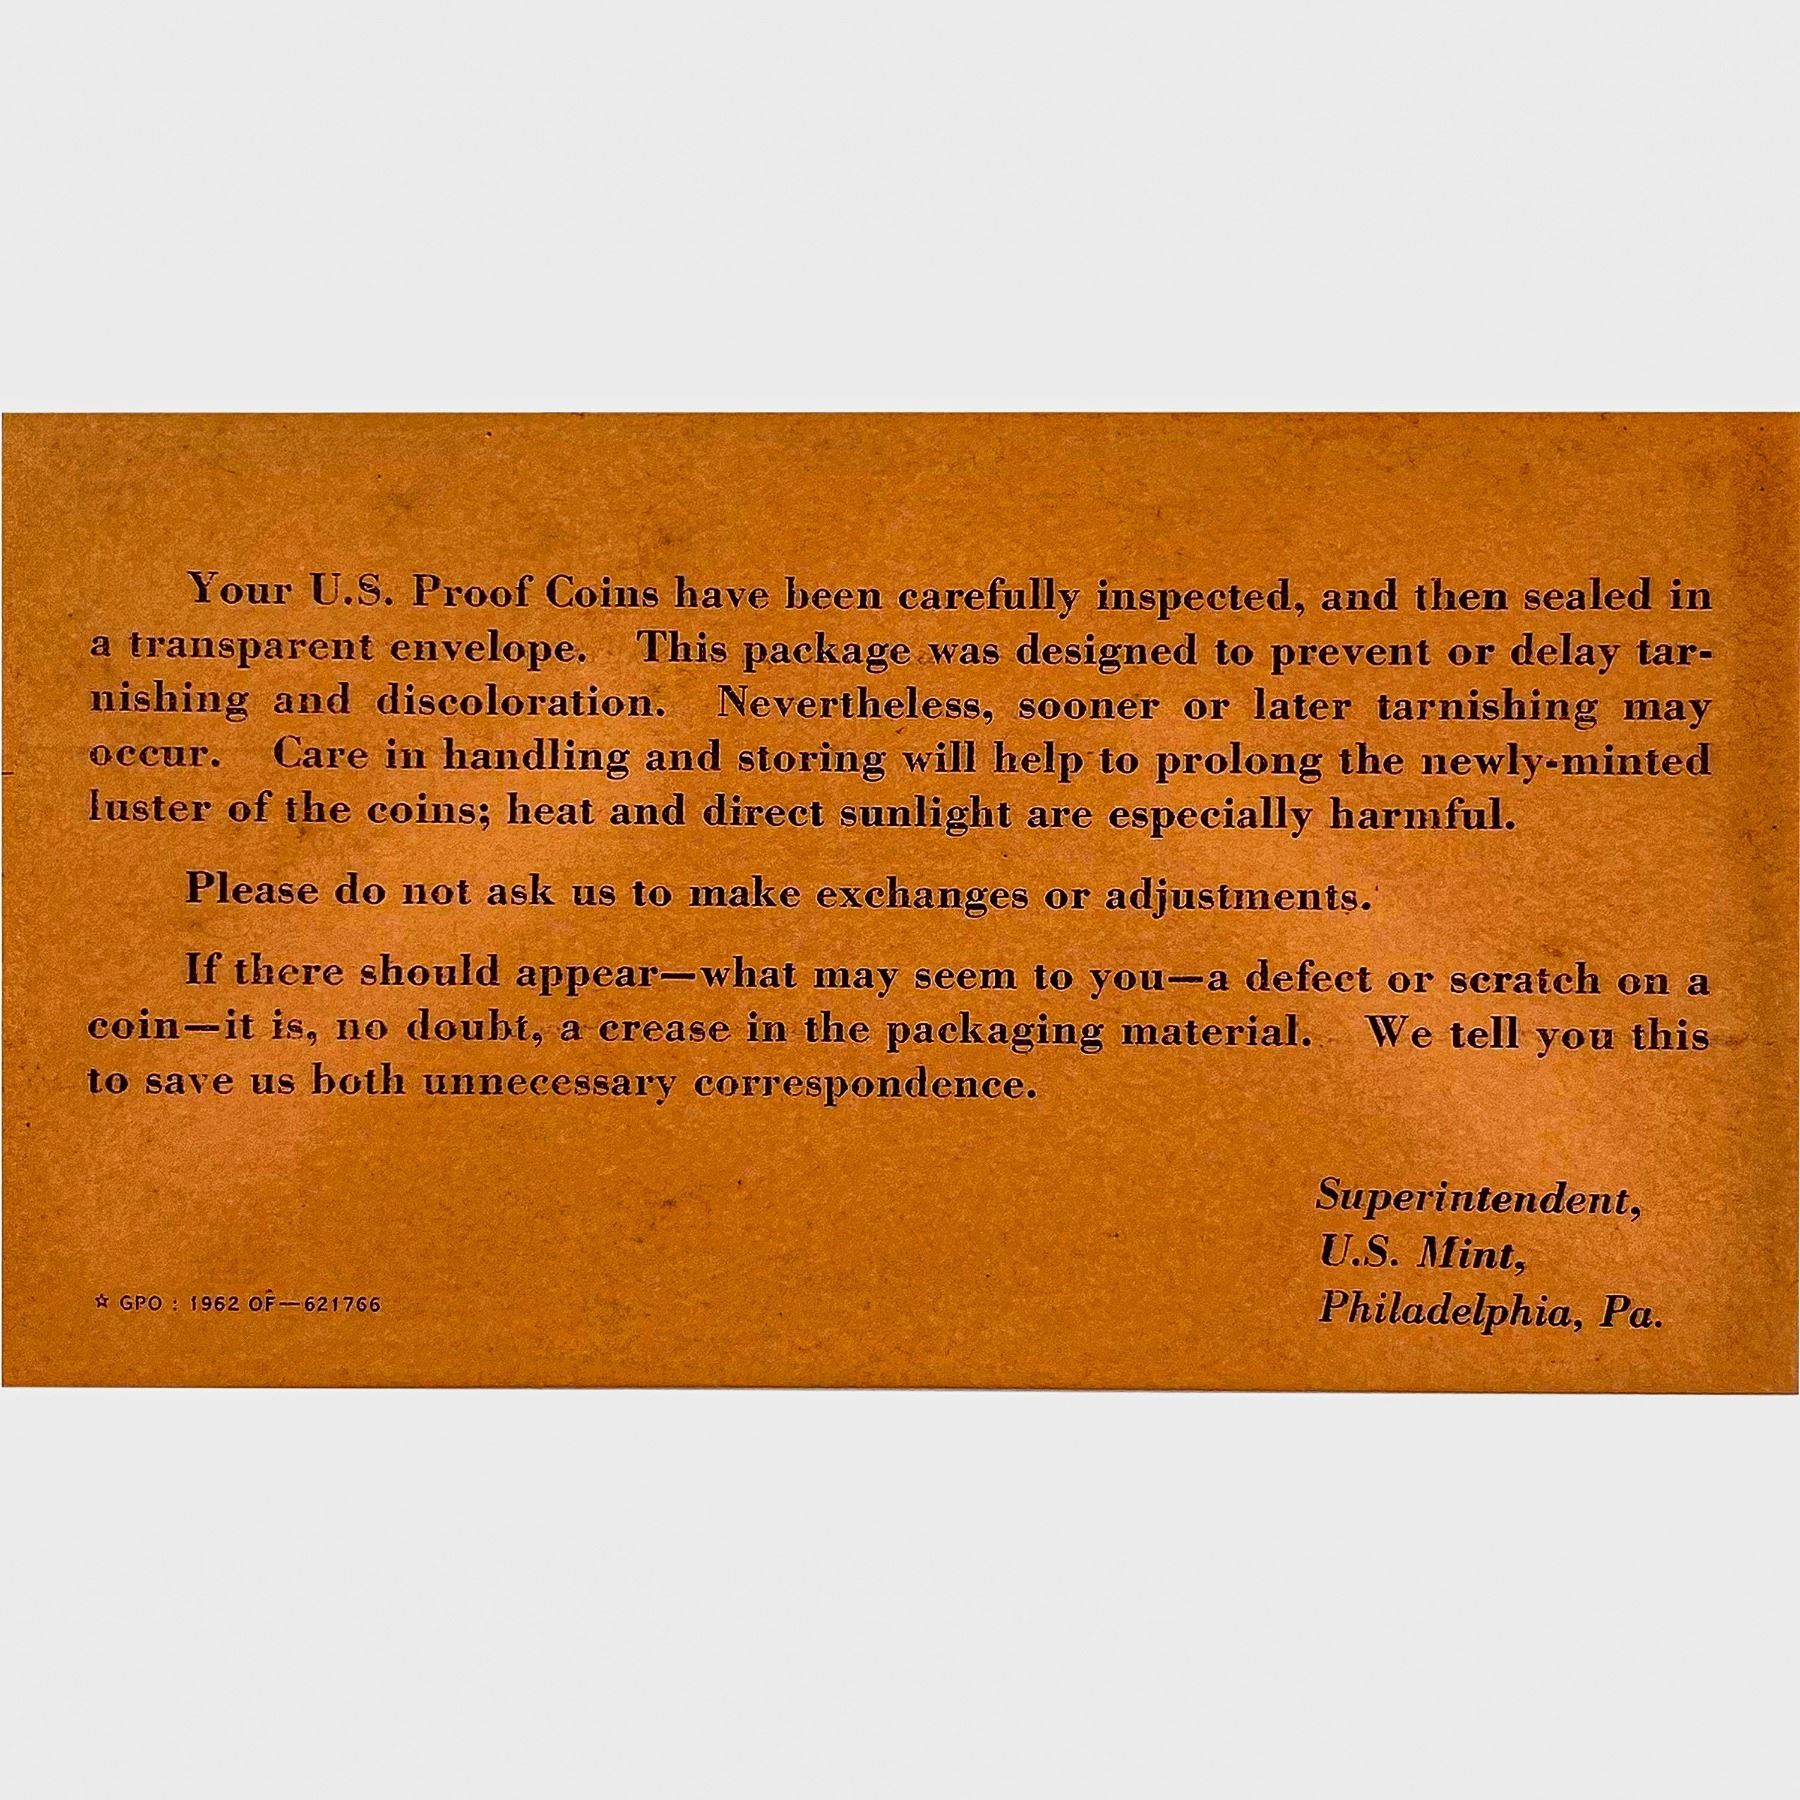 Your U.S. Proof Coins have been carefully inspected, and then sealed in
a transparent envelope. This package was designed to prevent or delay tar-
nishing and discoloration. Nevertheless, sooner or later tarnishing may
occur. Care in handling and storing will help to prolong the newly-minted
luster of the coins; heat and direct sunlight are especially harmful.
Please do not ask us to make exchanges or adjustments.
If there should appear—what may seem to you—a defect or scratch on a
coin—it is, no doubt, a crease in the packaging material. We tell you this
to save us both unnecessary correspondence.
Superintendent,
U.S. Mint,
Philadelphia, Pa.
☆ GPO : 1962 OF—621766